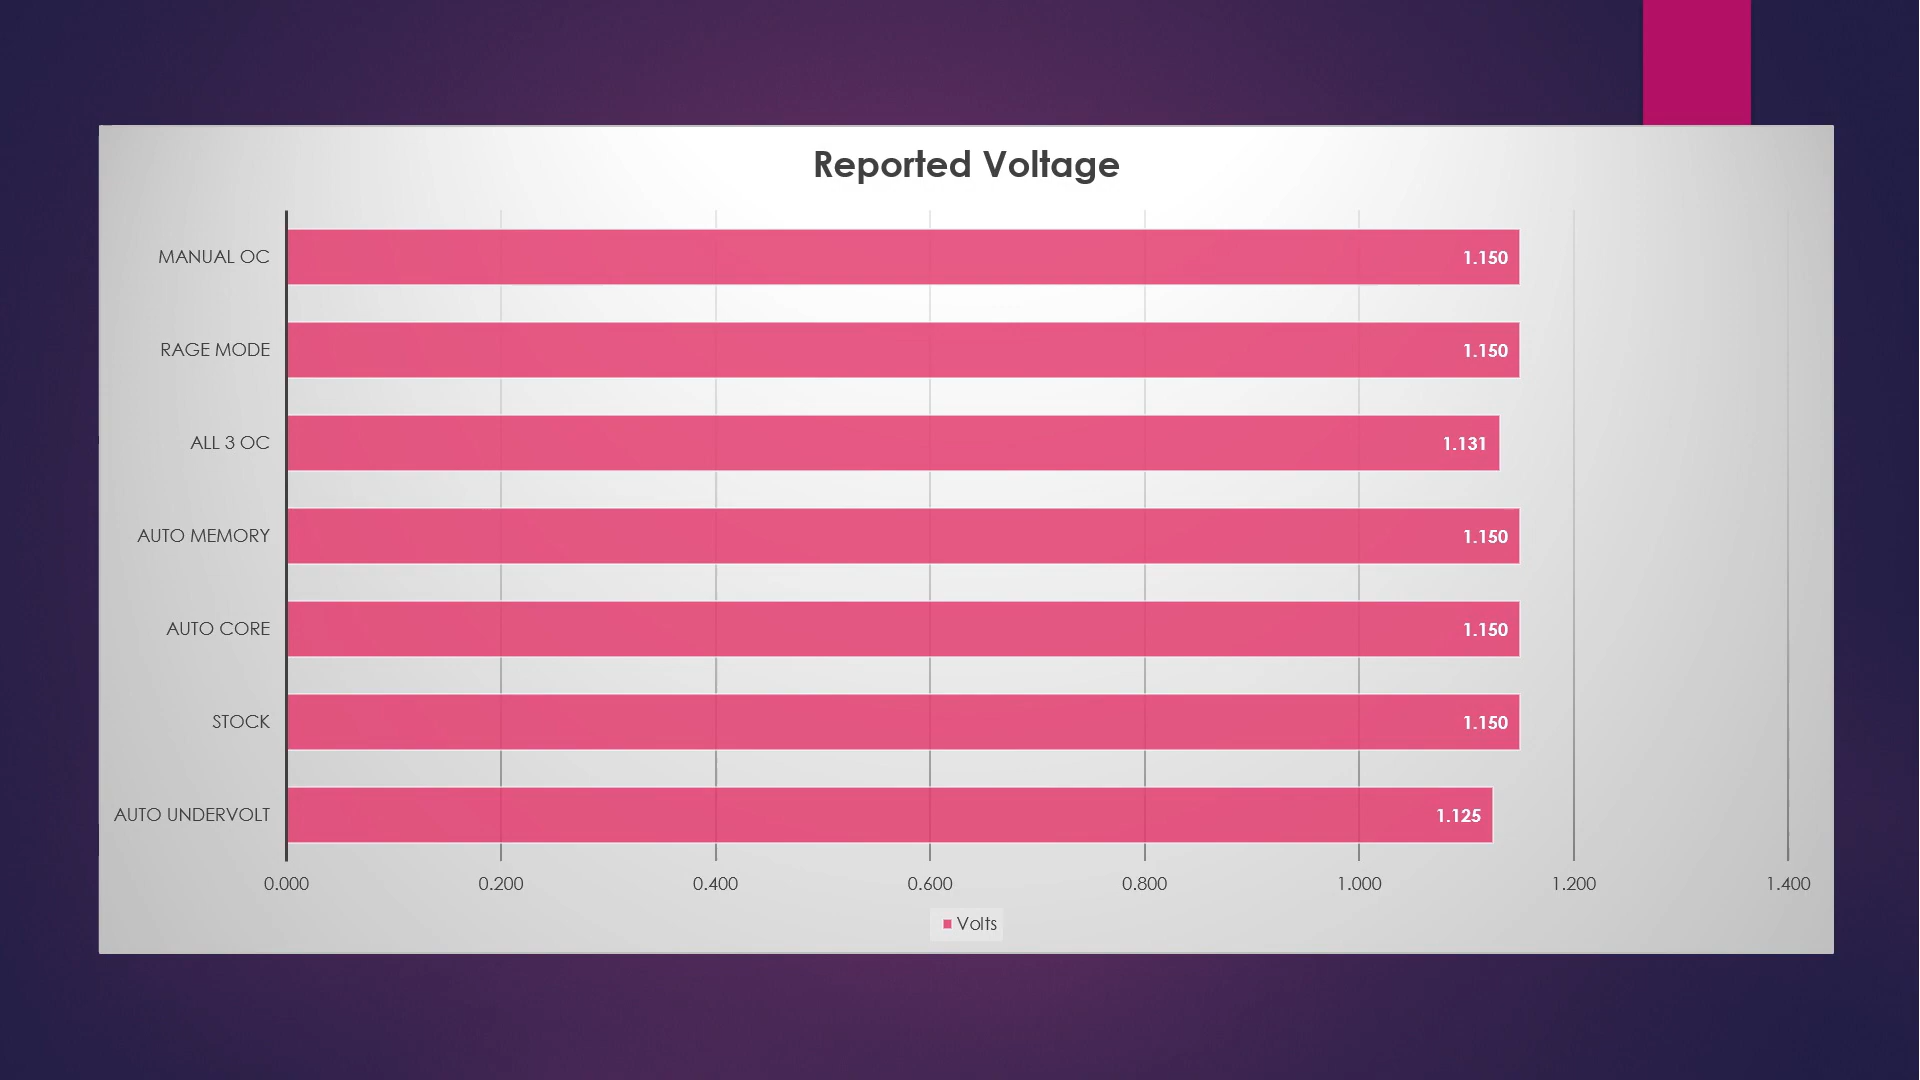 Reported Voltage
MANUAL OC 1.150
RAGE MODE 1.150
ALL 3 OC 1.131
AUTO MEMORY 1.150
AUTO CORE 1.150
STOCK 1.150
AUTO UNDERVOLT 1.125
0.000 0.200 0.400 0.600 0.800 1.000 1.200 1.400
Volts